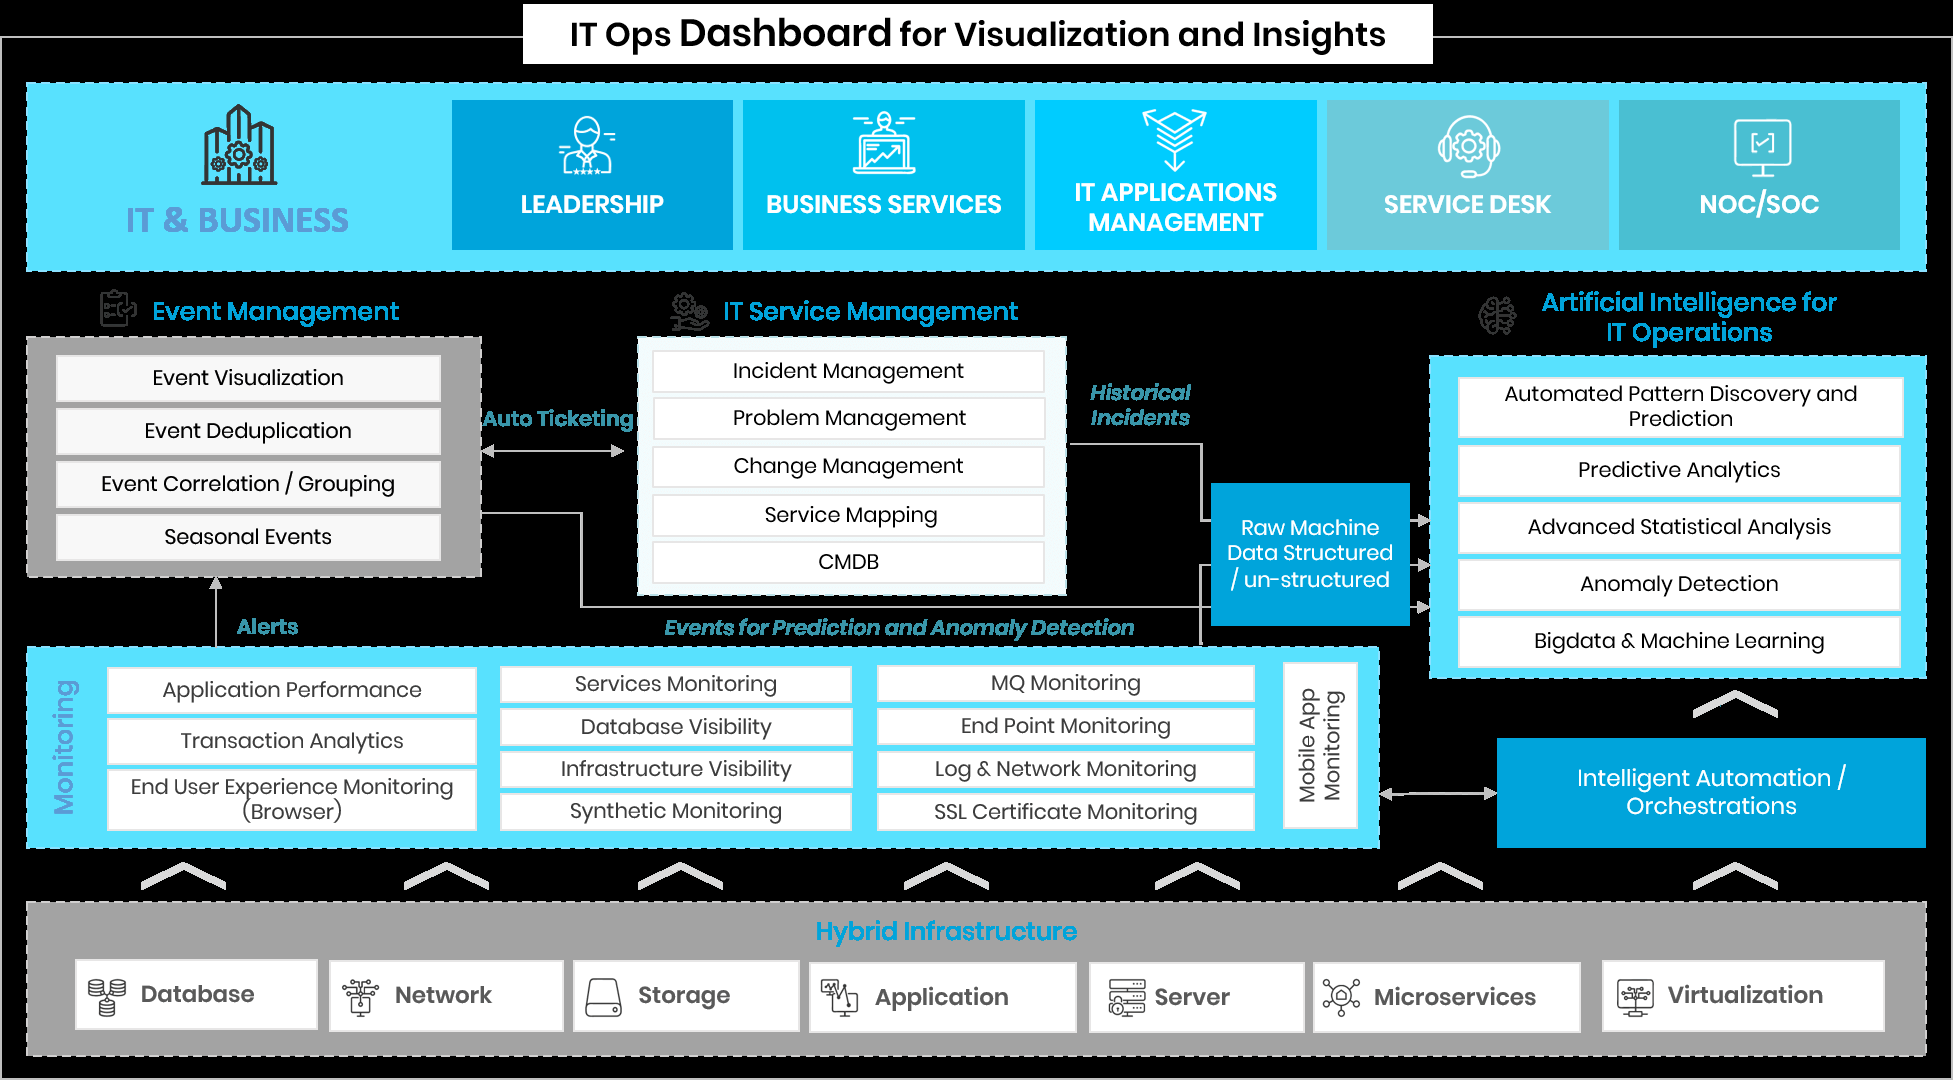 IT Ops Dashboard for Visualization and Insights
IT & BUSINESS
LEADERSHIP
BUSINESS SERVICES
IT APPLICATIONS
MANAGEMENT
SERVICE DESK
NOC/SOC
Event Management
Event Visualization
Event Deduplication
Event Correlation / Grouping
Seasonal Events
Auto Ticketing
IT Service Management
Incident Management
Problem Management
Change Management
Service Mapping
CMDB
Historical
Incidents
Raw Machine
Data Structured
/ un-structured
Artificial Intelligence for
IT Operations
Automated Pattern Discovery and
Prediction
Predictive Analytics
Advanced Statistical Analysis
Anomaly Detection
Bigdata & Machine Learning
Alerts
Events for Prediction and Anomaly Detection
Monitoring
Application Performance
Transaction Analytics
End User Experience Monitoring
(Browser)
Services Monitoring
Database Visibility
Infrastructure Visibility
Synthetic Monitoring
MQ Monitoring
End Point Monitoring
Log & Network Monitoring
SSL Certificate Monitoring
Mobile App
Monitoring
Intelligent Automation /
Orchestrations
Hybrid Infrastructure
Database
Network
Storage
Application
Server
Microservices
Virtualization